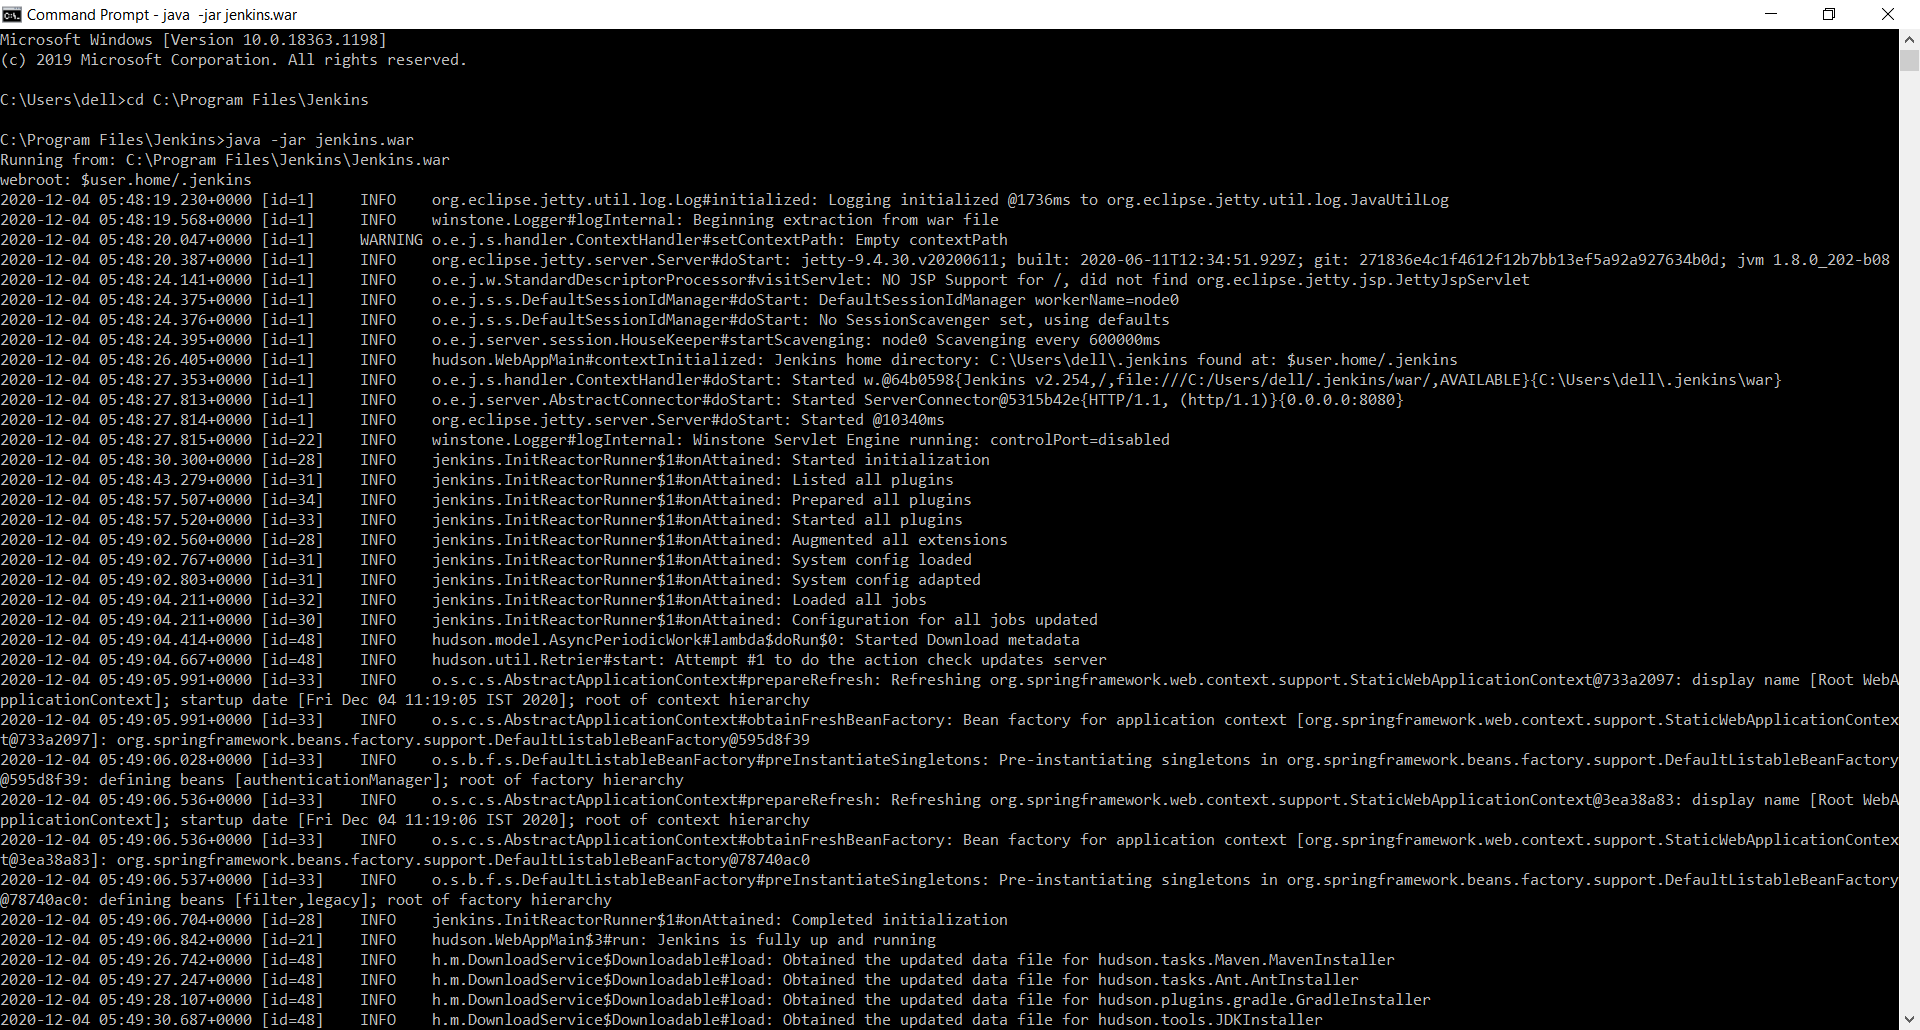 Command Prompt - java  -jar jenkins.war
Microsoft Windows [Version 10.0.18363.1198]
(c) 2019 Microsoft Corporation. All rights reserved.
C:\Users\dell>cd C:\Program Files\Jenkins
C:\Program Files\Jenkins>java -jar jenkins.war
Running from: C:\Program Files\Jenkins\Jenkins.war
webroot: $user.home/.jenkins
2020-12-04 05:48:19.230+0000 [id=1]     INFO    org.eclipse.jetty.util.log.Log#initialized: Logging initialized @1736ms to org.eclipse.jetty.util.log.JavaUtilLog
2020-12-04 05:48:19.568+0000 [id=1]     INFO    winstone.Logger#logInternal: Beginning extraction from war file
2020-12-04 05:48:20.047+0000 [id=1]     WARNING o.e.j.s.handler.ContextHandler#setContextPath: Empty contextPath
2020-12-04 05:48:20.387+0000 [id=1]     INFO    org.eclipse.jetty.server.Server#doStart: jetty-9.4.30.v20200611; built: 2020-06-11T12:34:51.929Z; git: 271836e4c1f4612f12b7bb13ef5a92a927634b0d; jvm 1.8.0_202-b08
2020-12-04 05:48:24.141+0000 [id=1]     INFO    o.e.j.w.StandardDescriptorProcessor#visitServlet: NO JSP Support for /, did not find org.eclipse.jetty.jsp.JettyJspServlet
2020-12-04 05:48:24.375+0000 [id=1]     INFO    o.e.j.s.s.DefaultSessionIdManager#doStart: DefaultSessionIdManager workerName=node0
2020-12-04 05:48:24.376+0000 [id=1]     INFO    o.e.j.s.s.DefaultSessionIdManager#doStart: No SessionScavenger set, using defaults
2020-12-04 05:48:24.395+0000 [id=1]     INFO    o.e.j.server.session.HouseKeeper#startScavenging: node0 Scavenging every 600000ms
2020-12-04 05:48:26.405+0000 [id=1]     INFO    hudson.WebAppMain#contextInitialized: Jenkins home directory: C:\Users\dell\.jenkins found at: $user.home/.jenkins
2020-12-04 05:48:27.353+0000 [id=1]     INFO    o.e.j.s.handler.ContextHandler#doStart: Started w.@64b0598{Jenkins v2.254,/,file:///C:/Users/dell/.jenkins/war/,AVAILABLE}{C:\Users\dell\.jenkins\war}
2020-12-04 05:48:27.813+0000 [id=1]     INFO    o.e.j.server.AbstractConnector#doStart: Started ServerConnector@5315b42e{HTTP/1.1, (http/1.1)}{0.0.0.0:8080}
2020-12-04 05:48:27.814+0000 [id=1]     INFO    org.eclipse.jetty.server.Server#doStart: Started @10340ms
2020-12-04 05:48:27.815+0000 [id=22]    INFO    winstone.Logger#logInternal: Winstone Servlet Engine running: controlPort=disabled
2020-12-04 05:48:30.300+0000 [id=28]    INFO    jenkins.InitReactorRunner$1#onAttained: Started initialization
2020-12-04 05:48:43.279+0000 [id=31]    INFO    jenkins.InitReactorRunner$1#onAttained: Listed all plugins
2020-12-04 05:48:57.507+0000 [id=34]    INFO    jenkins.InitReactorRunner$1#onAttained: Prepared all plugins
2020-12-04 05:48:57.520+0000 [id=33]    INFO    jenkins.InitReactorRunner$1#onAttained: Started all plugins
2020-12-04 05:49:02.560+0000 [id=28]    INFO    jenkins.InitReactorRunner$1#onAttained: Augmented all extensions
2020-12-04 05:49:02.767+0000 [id=31]    INFO    jenkins.InitReactorRunner$1#onAttained: System config loaded
2020-12-04 05:49:02.803+0000 [id=31]    INFO    jenkins.InitReactorRunner$1#onAttained: System config adapted
2020-12-04 05:49:04.211+0000 [id=32]    INFO    jenkins.InitReactorRunner$1#onAttained: Loaded all jobs
2020-12-04 05:49:04.211+0000 [id=30]    INFO    jenkins.InitReactorRunner$1#onAttained: Configuration for all jobs updated
2020-12-04 05:49:04.414+0000 [id=48]    INFO    hudson.model.AsyncPeriodicWork#lambda$doRun$0: Started Download metadata
2020-12-04 05:49:04.667+0000 [id=48]    INFO    hudson.util.Retrier#start: Attempt #1 to do the action check updates server
2020-12-04 05:49:05.991+0000 [id=33]    INFO    o.s.c.s.AbstractApplicationContext#prepareRefresh: Refreshing org.springframework.web.context.support.StaticWebApplicationContext@733a2097: display name [Root WebA
pplicationContext]; startup date [Fri Dec 04 11:19:05 IST 2020]; root of context hierarchy
2020-12-04 05:49:05.991+0000 [id=33]    INFO    o.s.c.s.AbstractApplicationContext#obtainFreshBeanFactory: Bean factory for application context [org.springframework.web.context.support.StaticWebApplicationContex
t@733a2097]: org.springframework.beans.factory.support.DefaultListableBeanFactory@595d8f39
2020-12-04 05:49:06.028+0000 [id=33]    INFO    o.s.b.f.s.DefaultListableBeanFactory#preInstantiateSingletons: Pre-instantiating singletons in org.springframework.beans.factory.support.DefaultListableBeanFactory
@595d8f39: defining beans [authenticationManager]; root of factory hierarchy
2020-12-04 05:49:06.536+0000 [id=33]    INFO    o.s.c.s.AbstractApplicationContext#prepareRefresh: Refreshing org.springframework.web.context.support.StaticWebApplicationContext@3ea38a83: display name [Root WebA
pplicationContext]; startup date [Fri Dec 04 11:19:06 IST 2020]; root of context hierarchy
2020-12-04 05:49:06.536+0000 [id=33]    INFO    o.s.c.s.AbstractApplicationContext#obtainFreshBeanFactory: Bean factory for application context [org.springframework.web.context.support.StaticWebApplicationContex
t@3ea38a83]: org.springframework.beans.factory.support.DefaultListableBeanFactory@78740ac0
2020-12-04 05:49:06.537+0000 [id=33]    INFO    o.s.b.f.s.DefaultListableBeanFactory#preInstantiateSingletons: Pre-instantiating singletons in org.springframework.beans.factory.support.DefaultListableBeanFactory
@78740ac0: defining beans [filter,legacy]; root of factory hierarchy
2020-12-04 05:49:06.704+0000 [id=28]    INFO    jenkins.InitReactorRunner$1#onAttained: Completed initialization
2020-12-04 05:49:06.842+0000 [id=21]    INFO    hudson.WebAppMain$3#run: Jenkins is fully up and running
2020-12-04 05:49:26.742+0000 [id=48]    INFO    h.m.DownloadService$Downloadable#load: Obtained the updated data file for hudson.tasks.Maven.MavenInstaller
2020-12-04 05:49:27.247+0000 [id=48]    INFO    h.m.DownloadService$Downloadable#load: Obtained the updated data file for hudson.tasks.Ant.AntInstaller
2020-12-04 05:49:28.107+0000 [id=48]    INFO    h.m.DownloadService$Downloadable#load: Obtained the updated data file for hudson.plugins.gradle.GradleInstaller
2020-12-04 05:49:30.687+0000 [id=48]    INFO    h.m.DownloadService$Downloadable#load: Obtained the updated data file for hudson.tools.JDKInstaller